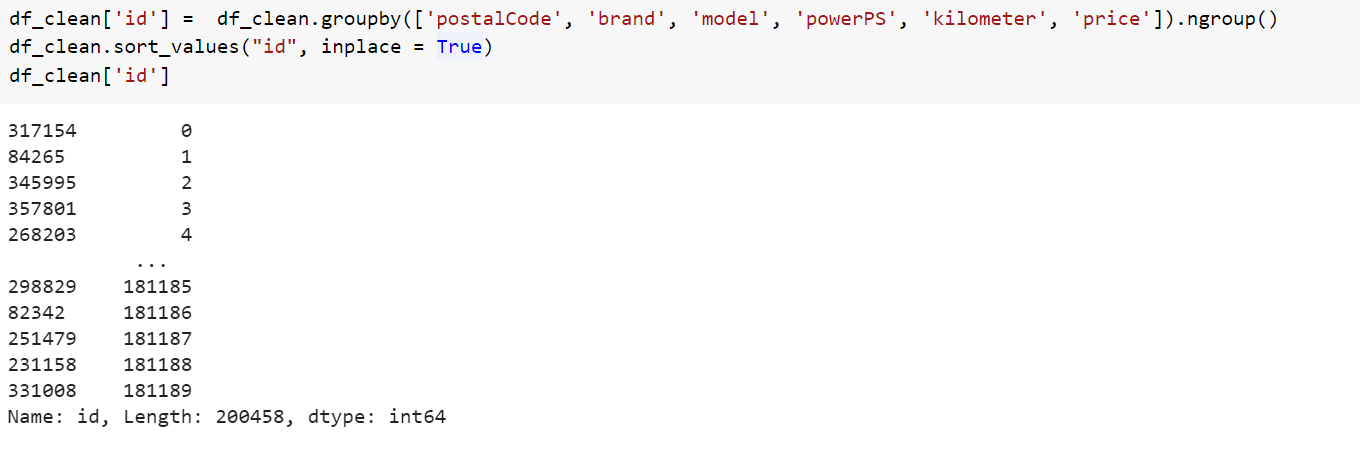 df_clean['id'] =  df_clean.groupby(['postalCode', 'brand', 'model', 'powerPS', 'kilometer', 'price']).ngroup()
df_clean.sort_values("id", inplace = True)
df_clean['id']
317154         0
84265          1
345995         2
357801         3
268203         4
           ...
298829    181185
82342     181186
251479    181187
231158    181188
331008    181189
Name: id, Length: 200458, dtype: int64